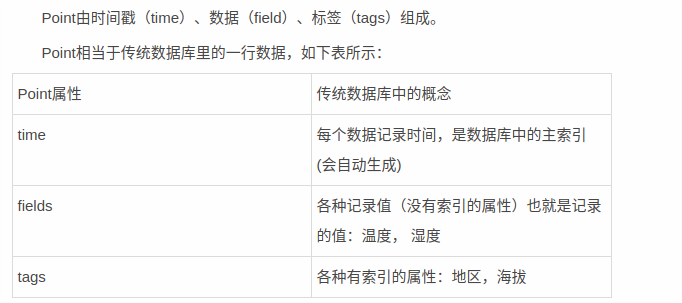 Point由时间戳（time）、数据（field）、标签（tags）组成。
Point相当于传统数据库里的一行数据，如下表所示：
Point属性
传统数据库中的概念
time
每个数据记录时间，是数据库中的主索引
(会自动生成)
fields
各种记录值（没有索引的属性）也就是记录
的值：温度， 湿度
tags
各种有索引的属性：地区，海拔